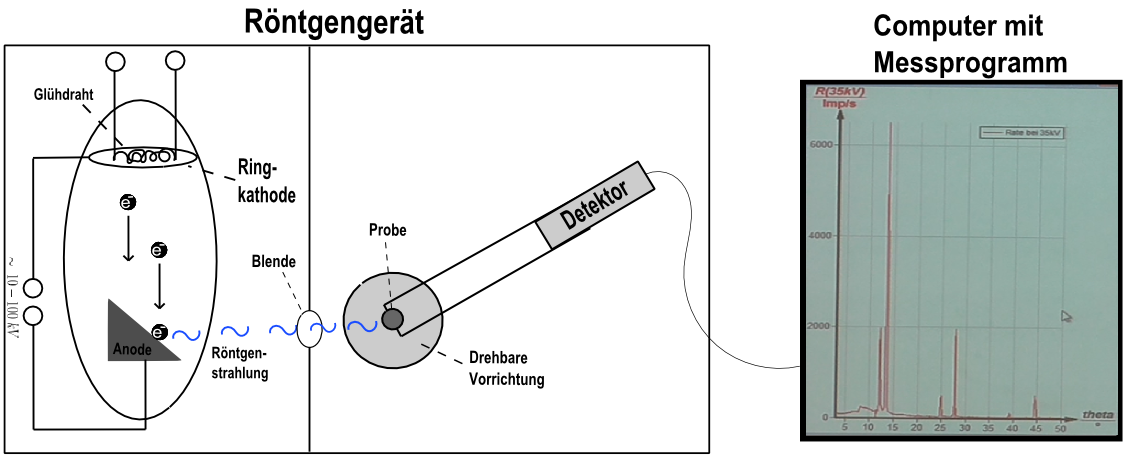 Röntgengerät
Computer mit
Messprogramm
Glühdraht
Ring-
kathode
e⁻
e⁻
e⁻
~ 10 – 100 kV
Anode
Röntgen-
strahlung
Blende
Probe
Detektor
Drehbare
Vorrichtung
R(35kV)
Imp/s
Rate bei 35kV
6000
4000
2000
0
5 10 15 20 25 30 35 40 45 50
theta
°